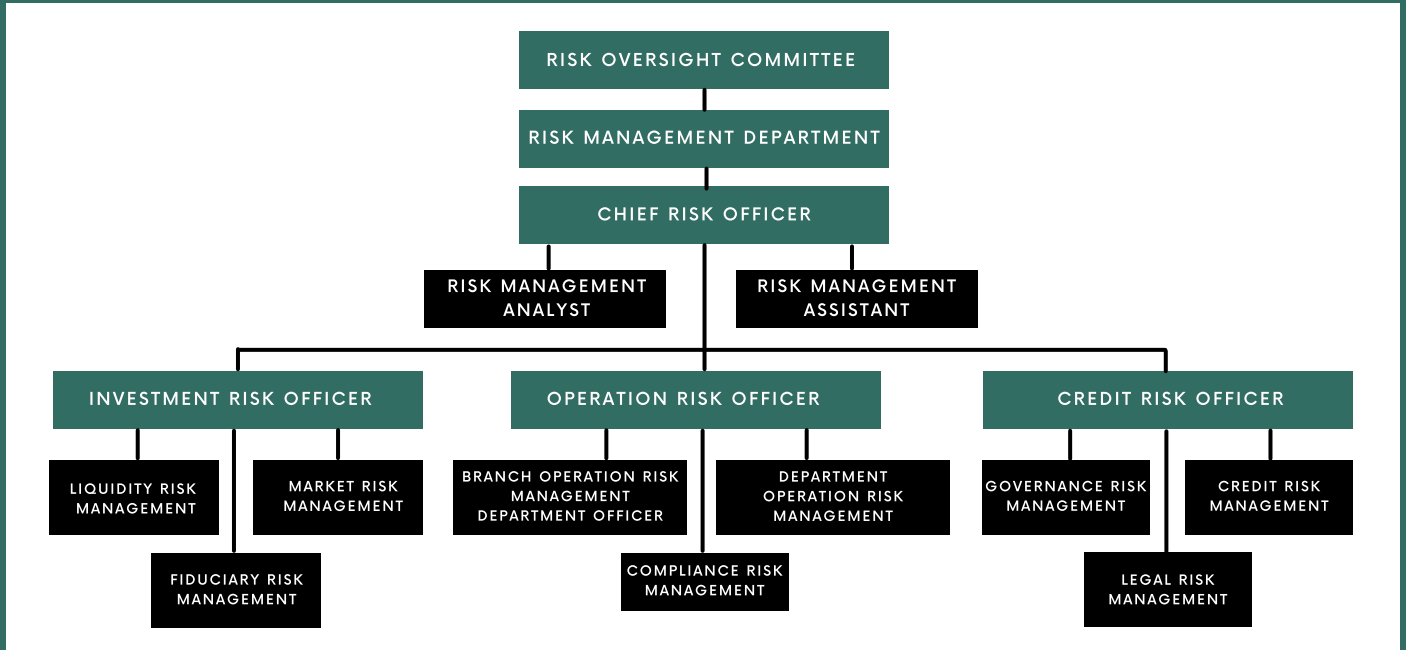 RISK OVERSIGHT COMMITTEE
RISK MANAGEMENT DEPARTMENT
CHIEF RISK OFFICER
RISK MANAGEMENT
ANALYST
RISK MANAGEMENT
ASSISTANT
INVESTMENT RISK OFFICER
OPERATION RISK OFFICER
CREDIT RISK OFFICER
LIQUIDITY RISK
MANAGEMENT
MARKET RISK
MANAGEMENT
BRANCH OPERATION RISK
MANAGEMENT
DEPARTMENT OFFICER
DEPARTMENT
OPERATION RISK
MANAGEMENT
GOVERNANCE RISK
MANAGEMENT
CREDIT RISK
MANAGEMENT
FIDUCIARY RISK
MANAGEMENT
COMPLIANCE RISK
MANAGEMENT
LEGAL RISK
MANAGEMENT